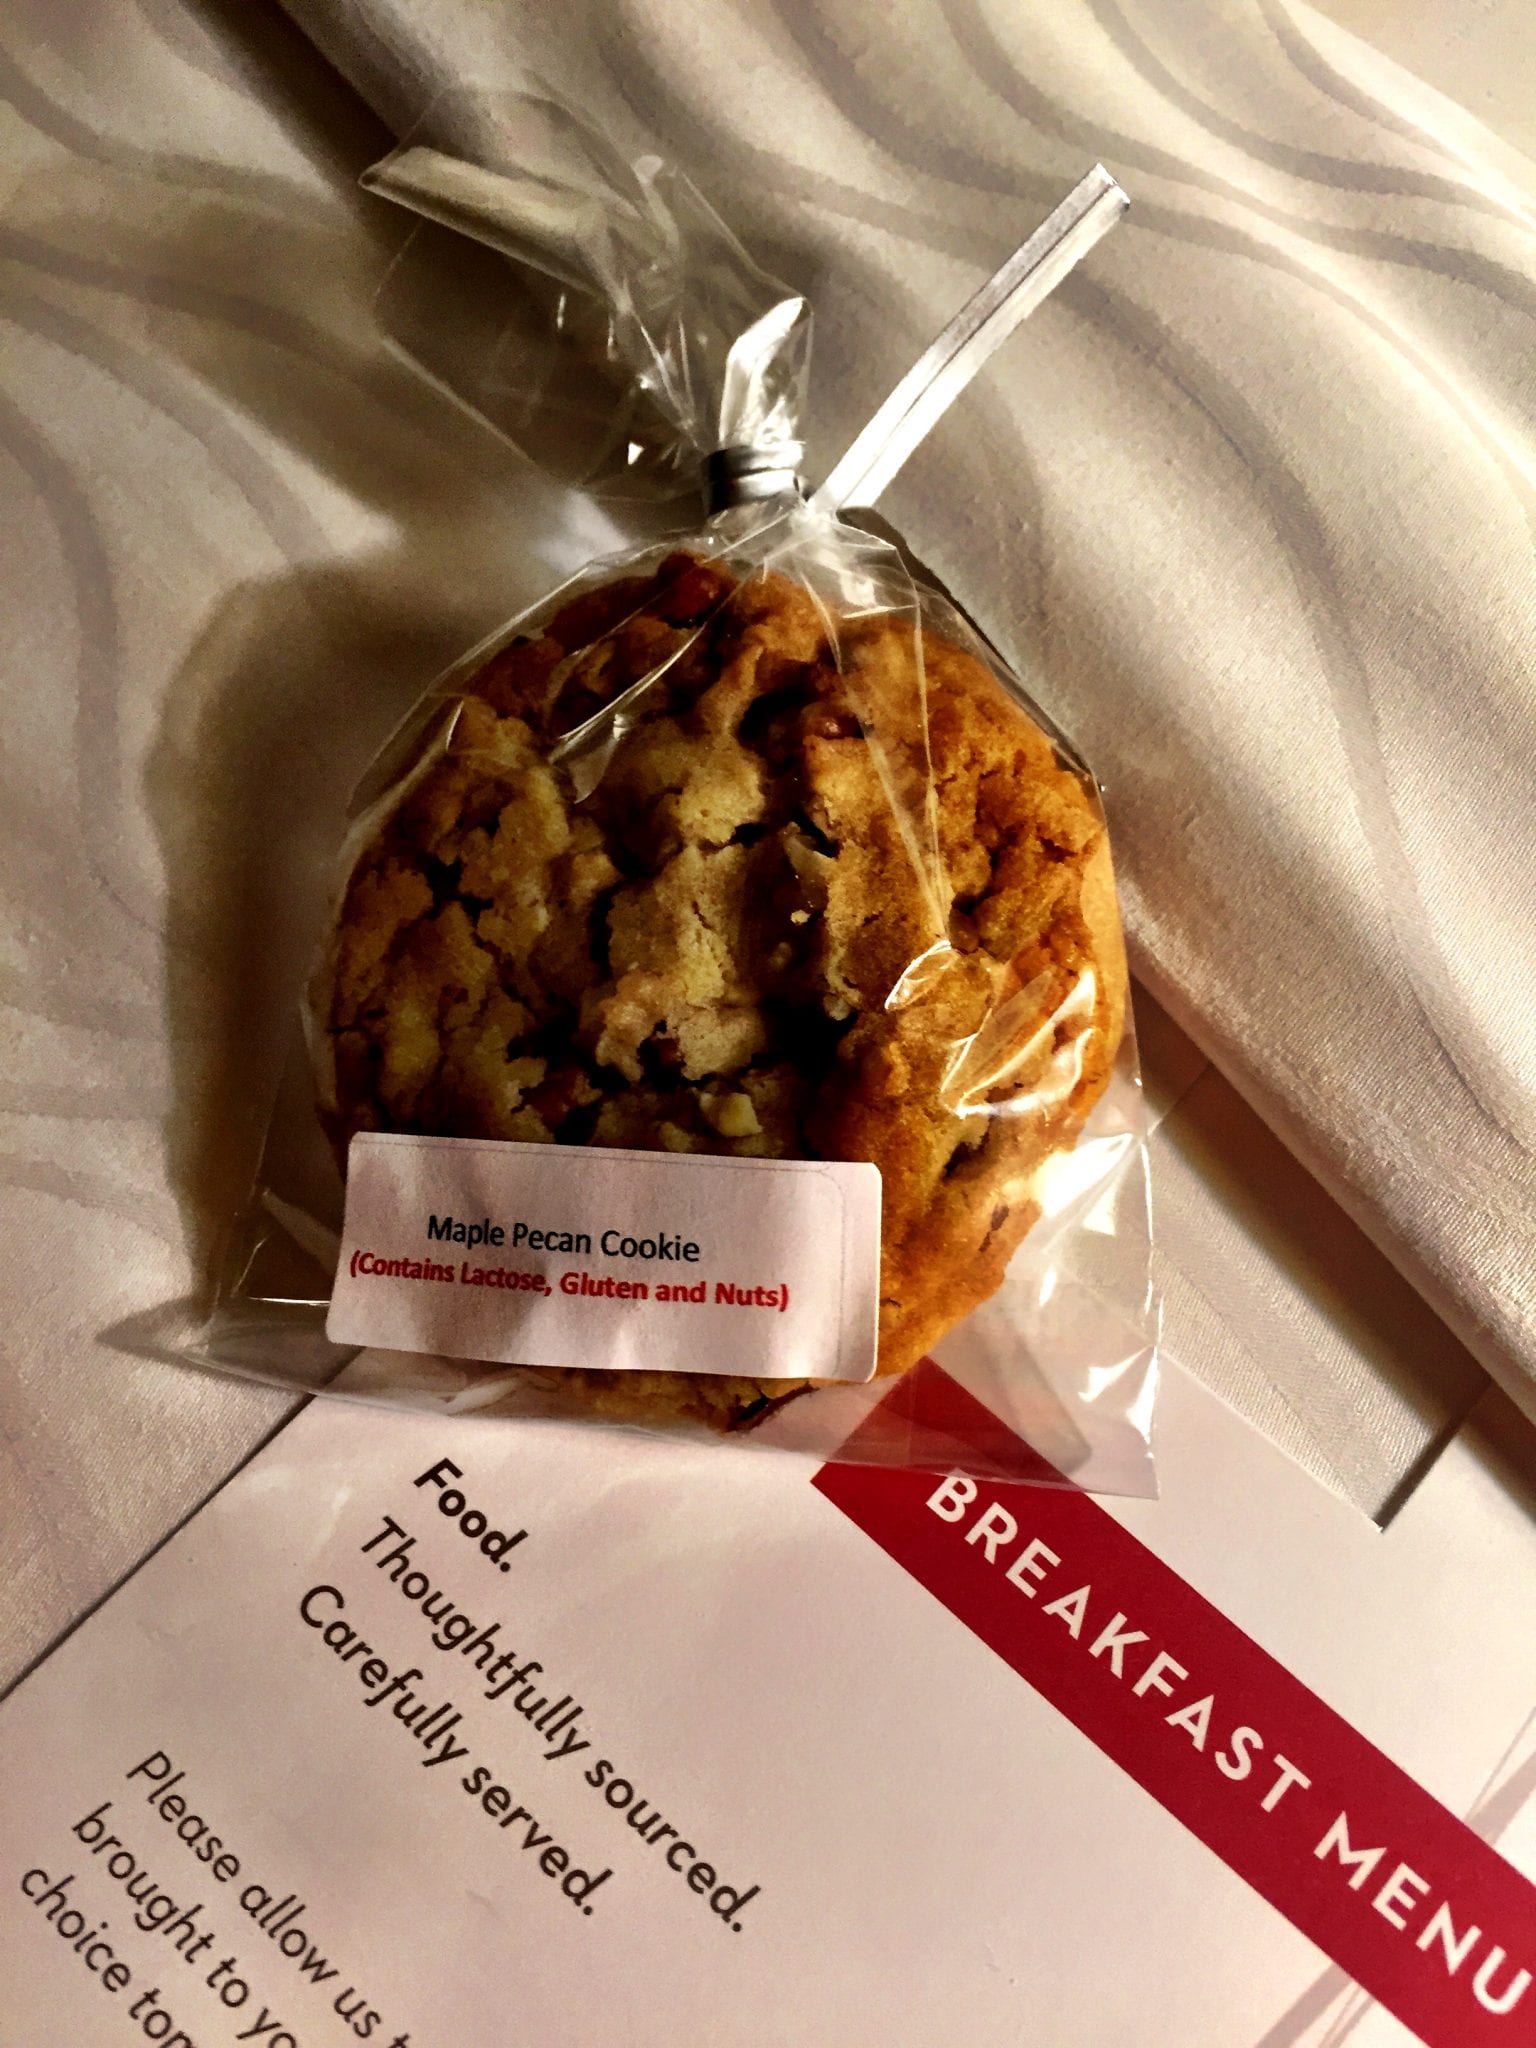 Maple Pecan Cookie
(Contains Lactose, Gluten and Nuts)
BREAKFAST MENU
Food.
Thoughtfully sourced.
Carefully served.
Please allow us
brought to
choice